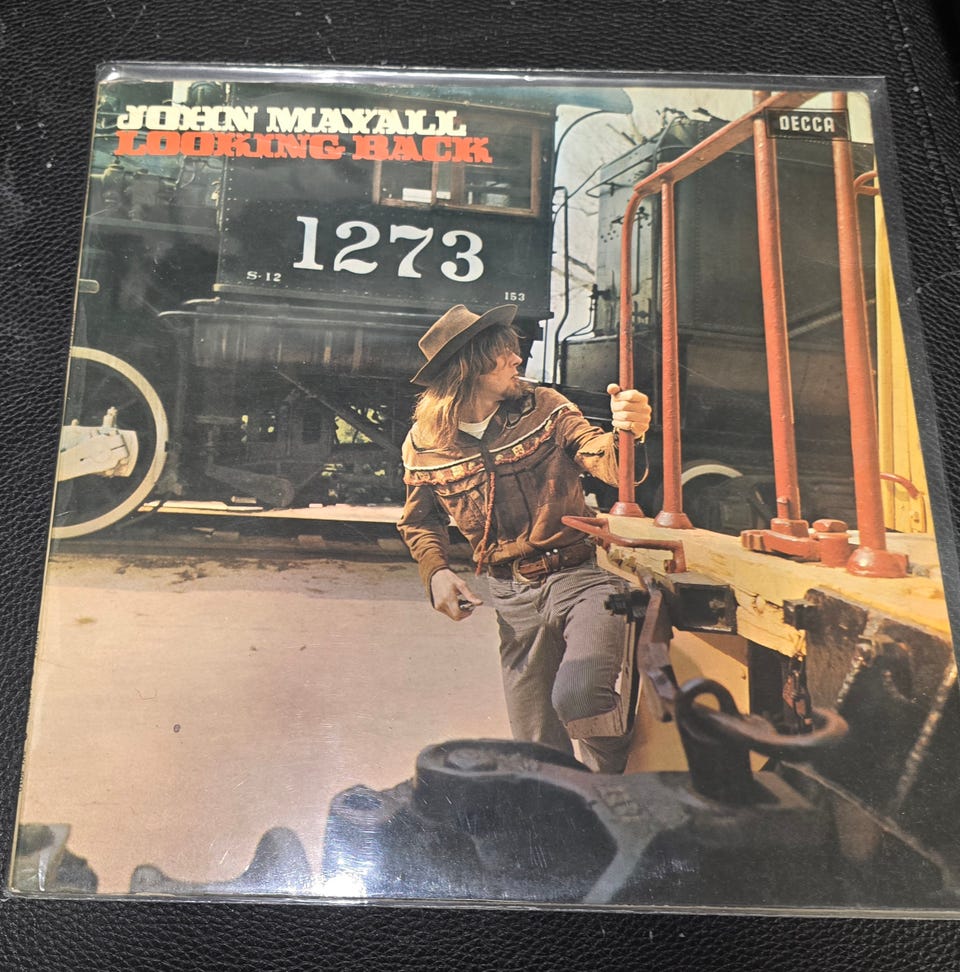 JOHN MAYALL
LOOKING BACK
DECCA
1273
S-12
153